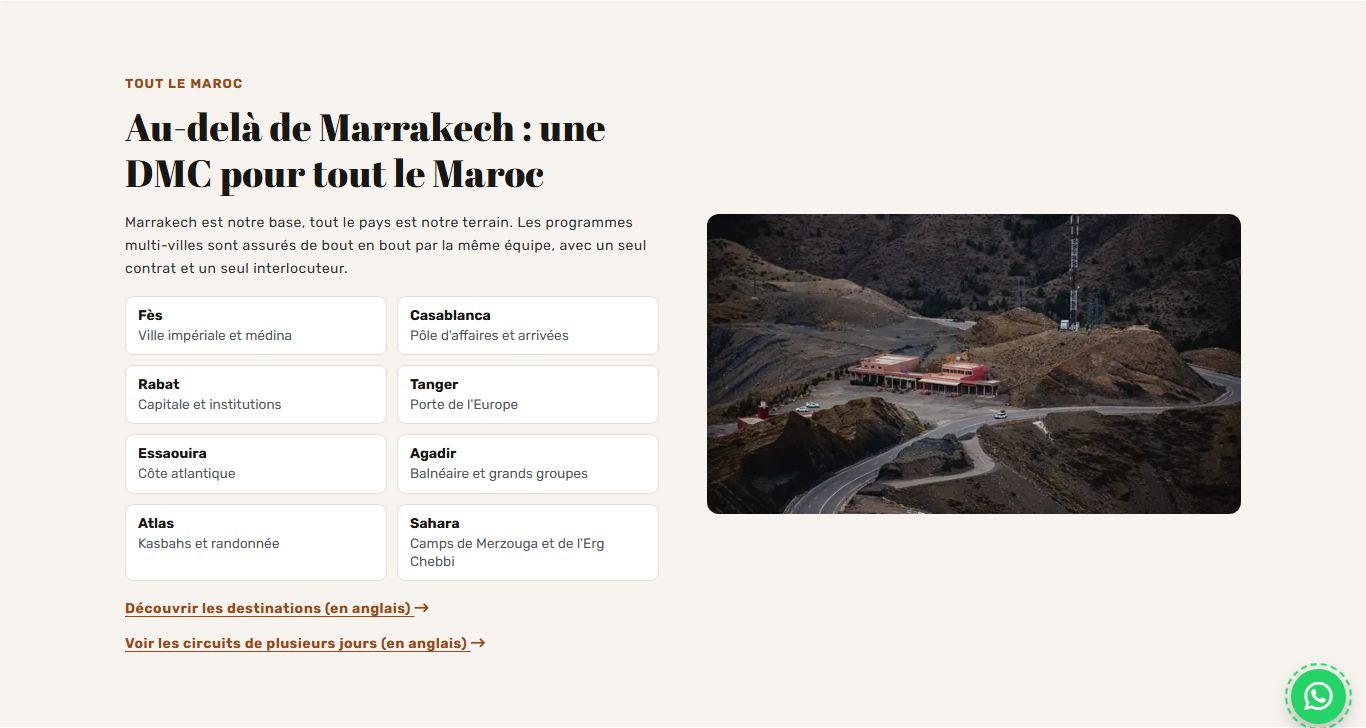 TOUT LE MAROC
Au-delà de Marrakech : une
DMC pour tout le Maroc
Marrakech est notre base, tout le pays est notre terrain. Les programmes
multi-villes sont assurés de bout en bout par la même équipe, avec un seul
contrat et un seul interlocuteur.
Fès
Ville impériale et médina
Casablanca
Pôle d'affaires et arrivées
Rabat
Capitale et institutions
Tanger
Porte de l'Europe
Essaouira
Côte atlantique
Agadir
Balnéaire et grands groupes
Atlas
Kasbahs et randonnée
Sahara
Camps de Merzouga et de l'Erg
Chebbi
Découvrir les destinations (en anglais) →
Voir les circuits de plusieurs jours (en anglais) →